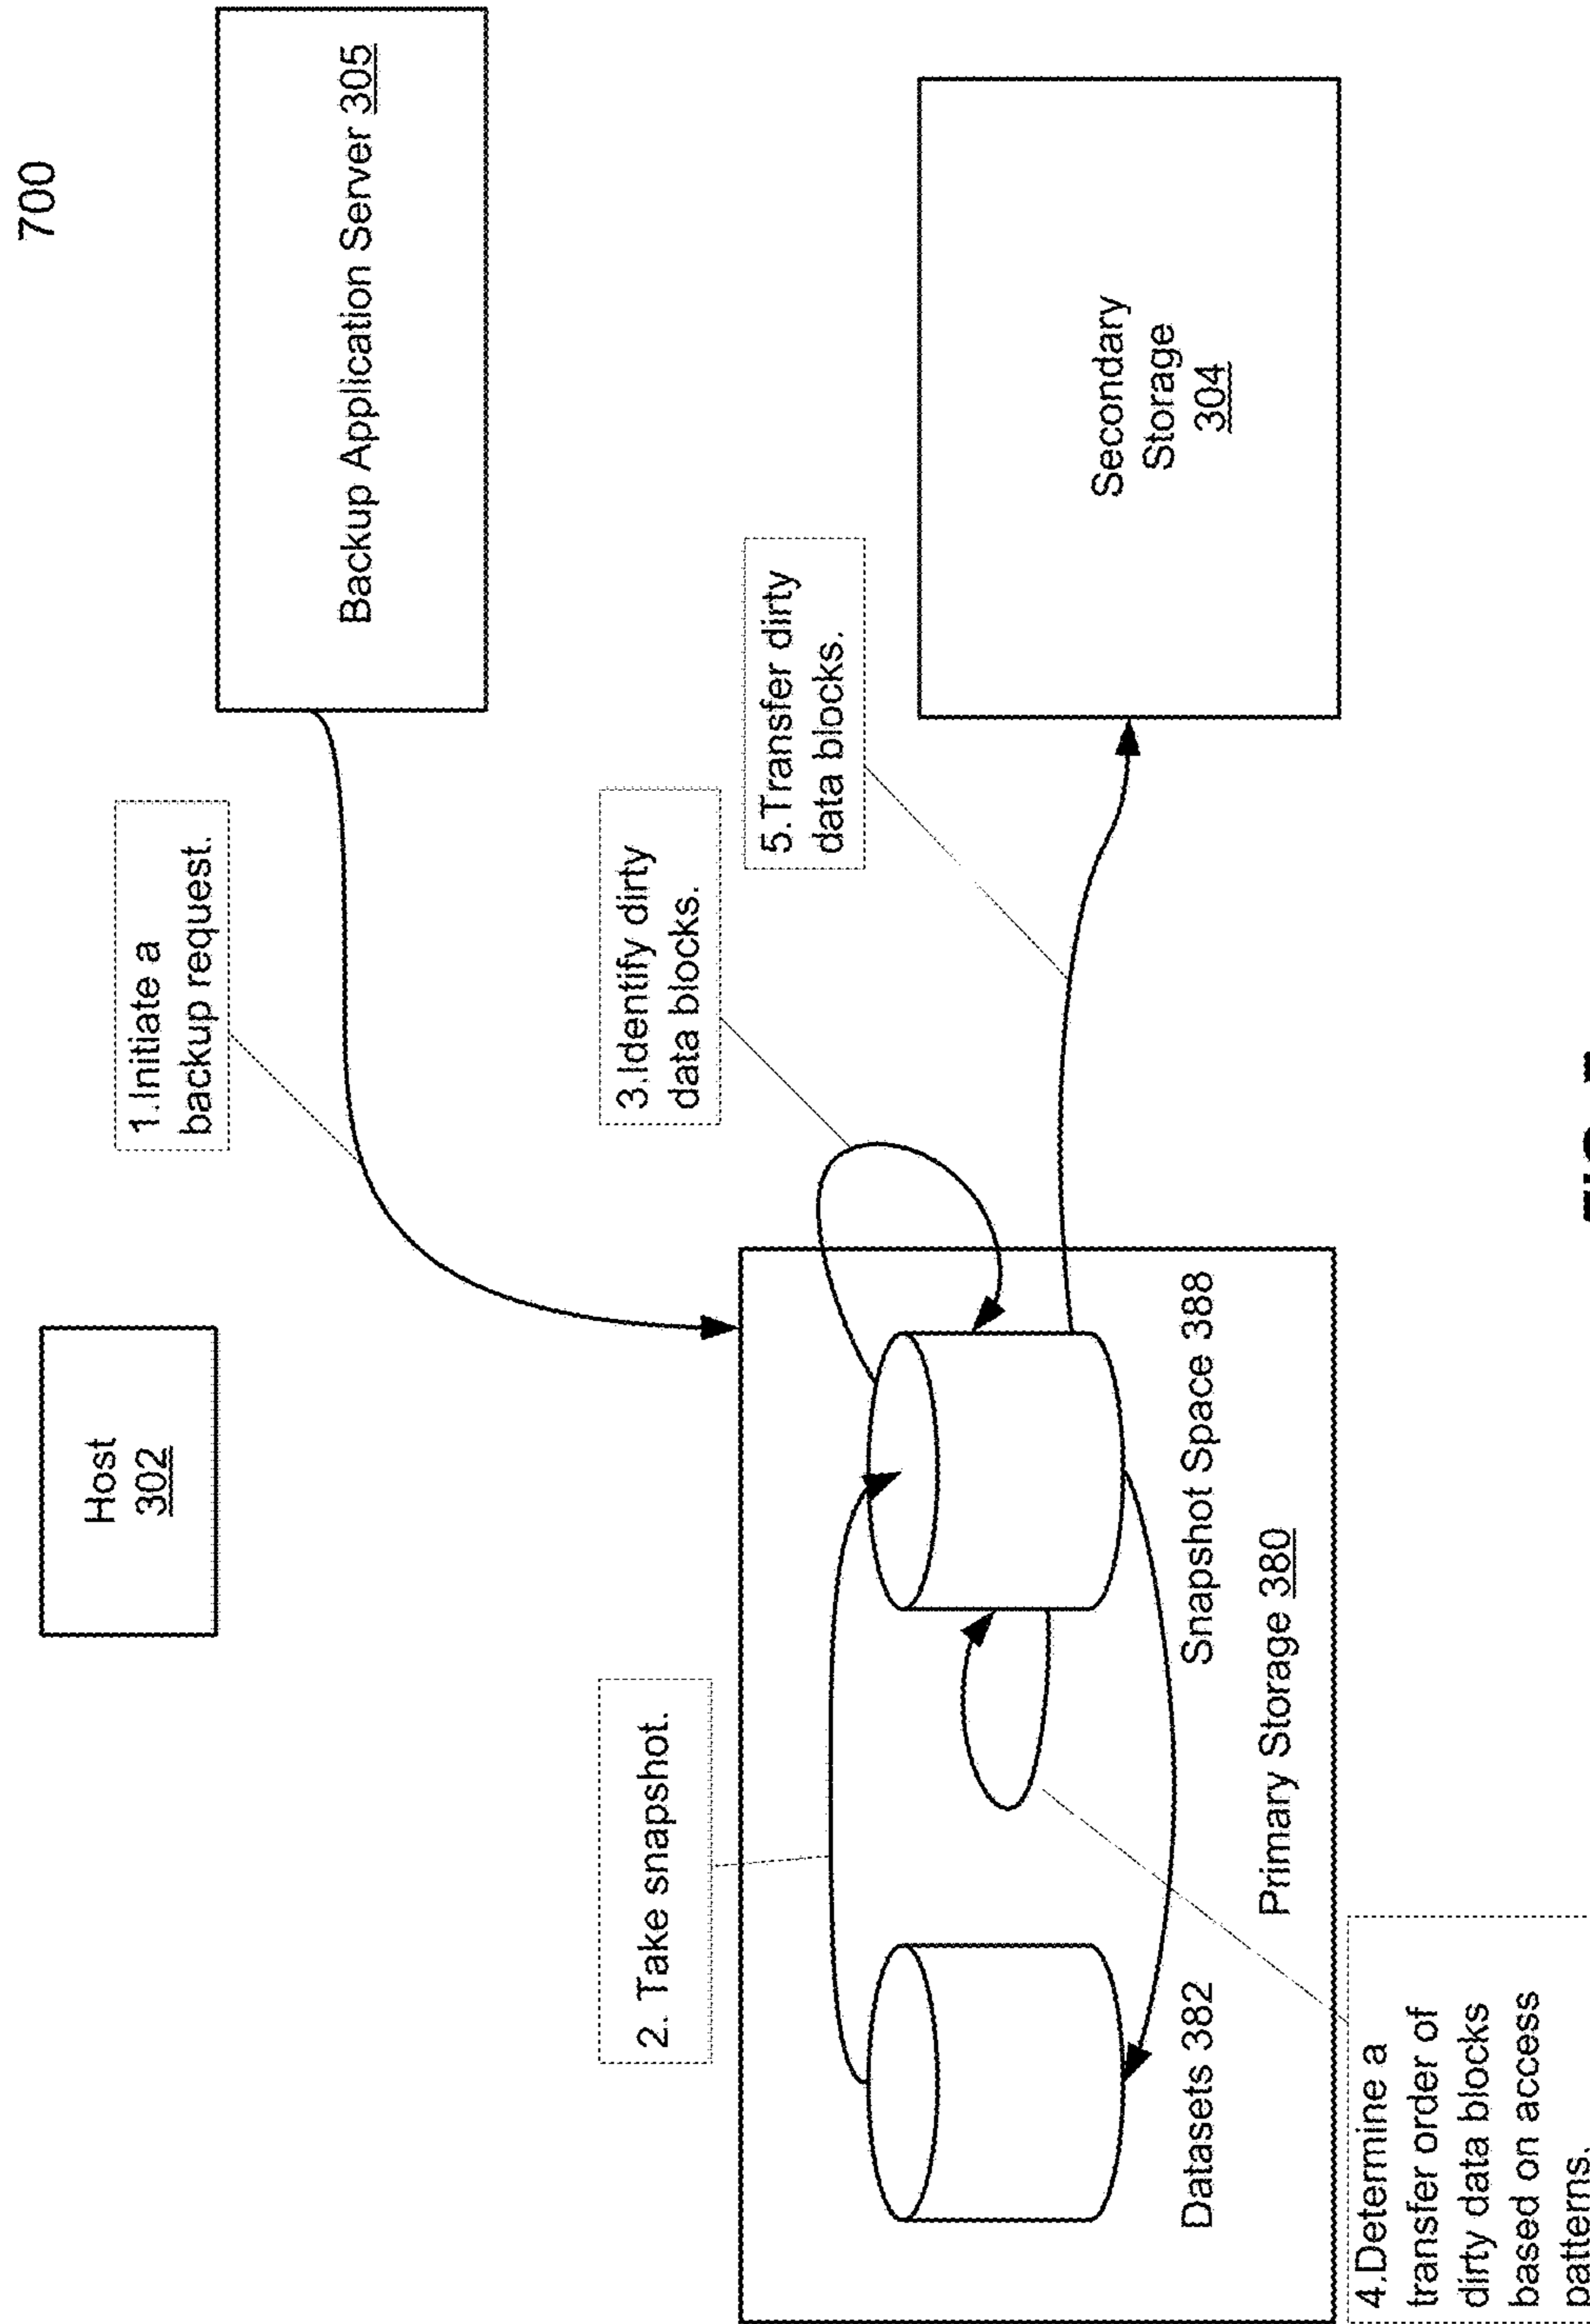 700
Host
302
Backup Application Server 305
1.Initiate a
backup request.
2. Take snapshot.
3.Identify dirty
data blocks.
5.Transfer dirty
data blocks.
Secondary
Storage
304
Datasets 382
Snapshot Space 388
Primary Storage 380
4.Determine a
transfer order of
dirty data blocks
based on access
patterns.